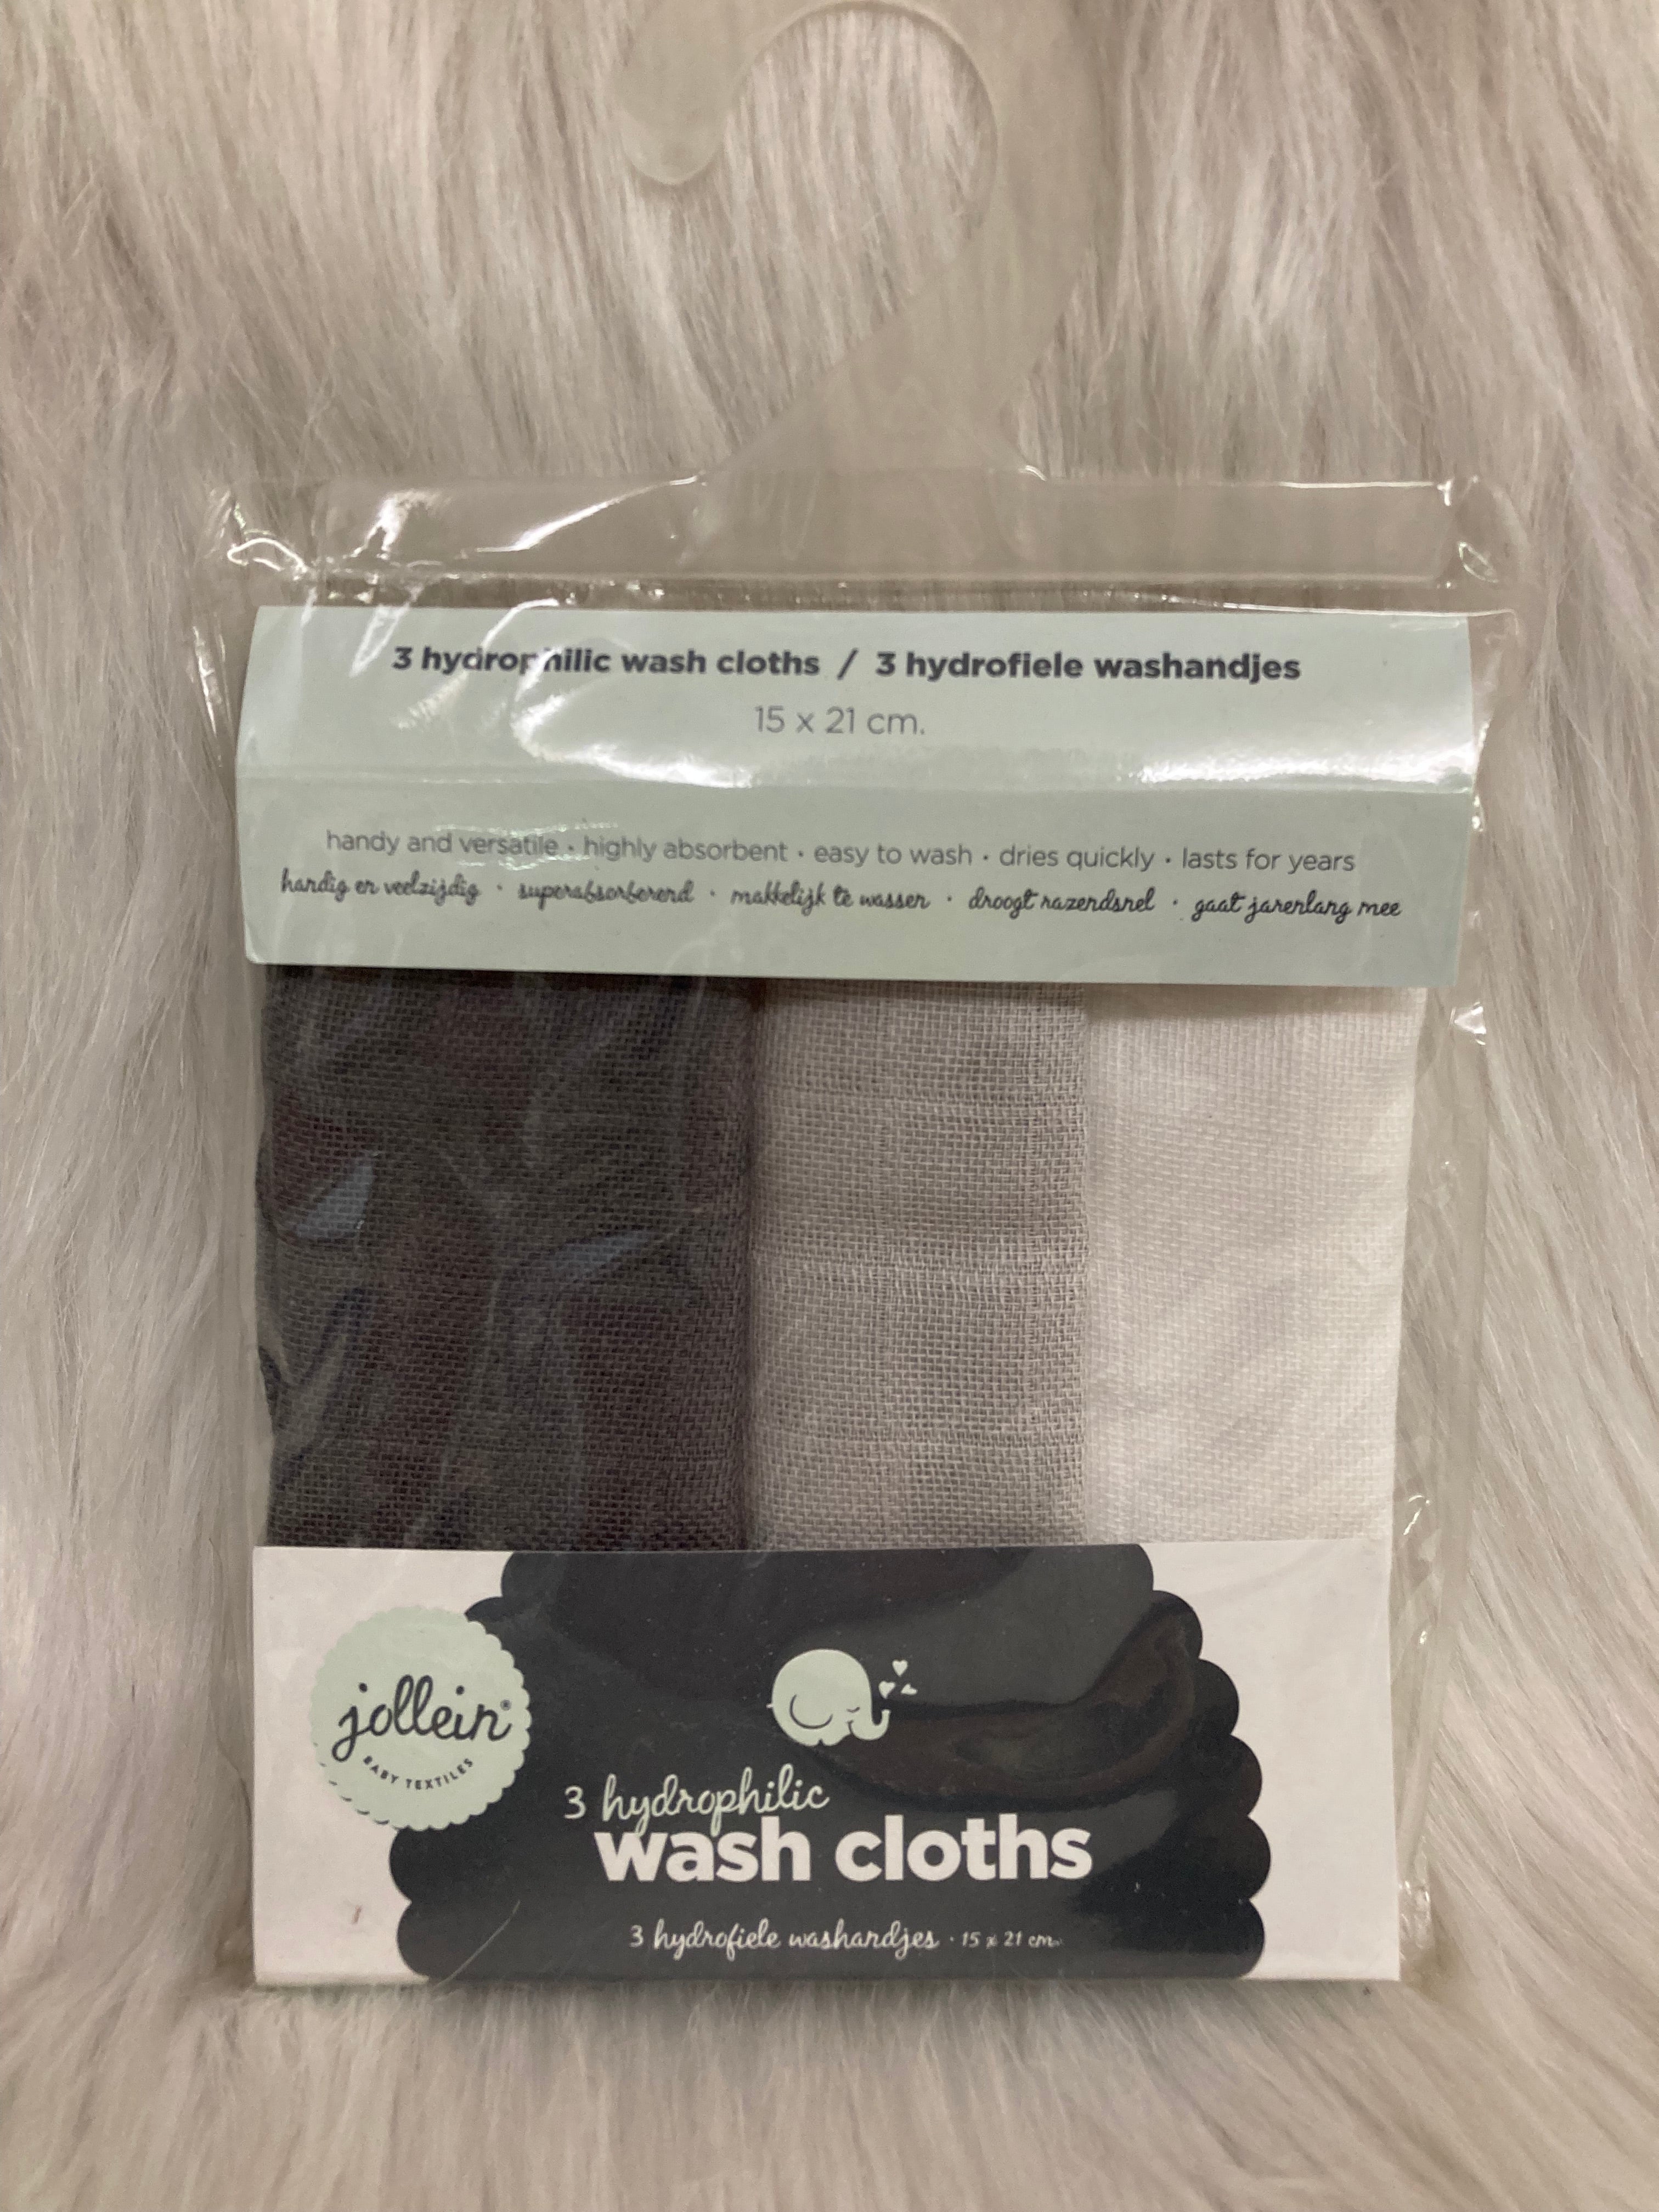 3 hydrophilic wash cloths / 3 hydrofiele washandjes
15 x 21 cm.
handy and versatile · highly absorbent · easy to wash · dries quickly · lasts for years
handig en veelzijdig · superabsorberend · makkelijk te wassen · droogt razendsnel · gaat jarenlang mee
jollein®
BABY TEXTILES
3 hydrophilic
wash cloths
3 hydrofiele washandjes · 15 x 21 cm.